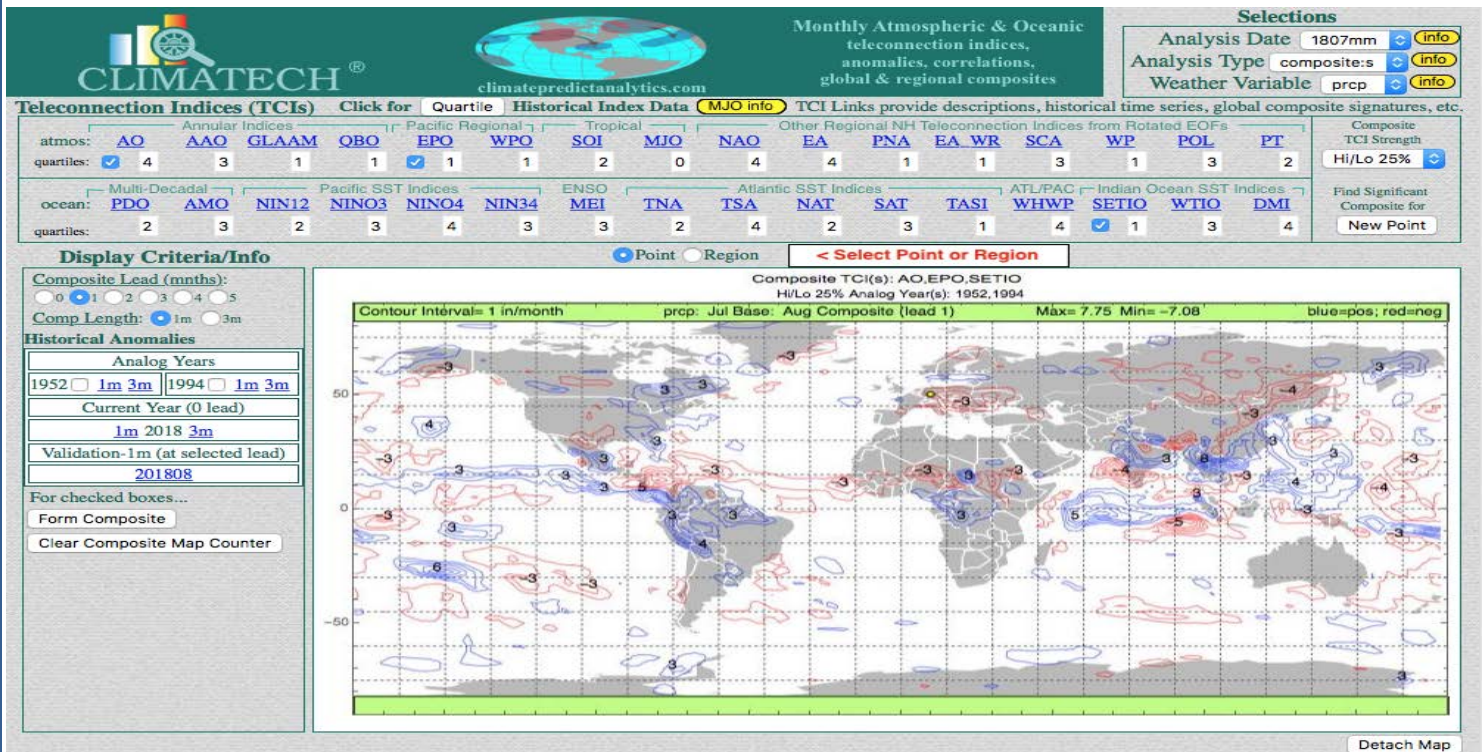 CLIMATECH ®
climatepredictanalytics.com
Monthly Atmospheric & Oceanic
teleconnection indices,
anomalies, correlations,
global & regional composites
Selections
Analysis Date 1807mm info
Analysis Type composite:s info
Weather Variable prcp info
Teleconnection Indices (TCIs) Click for Quartile Historical Index Data MJO info TCI Links provide descriptions, historical time series, global composite signatures, etc.
Annular Indices Pacific Regional Tropical Other Regional NH Teleconnection Indices from Rotated EOFs
atmos: AO AAO GLAAM QBO EPO WPO SOI MJO NAO EA PNA EA_WR SCA WP POL PT
quartiles: 4 3 1 1 1 1 2 0 4 4 1 1 3 1 3 2
Composite
TCI Strength
Hi/Lo 25%
Multi-Decadal Pacific SST Indices ENSO Atlantic SST Indices ATL/PAC Indian Ocean SST Indices
ocean: PDO AMO NIN12 NINO3 NINO4 NIN34 MEI TNA TSA NAT SAT TASI WHWP SETIO WTIO DMI
quartiles: 2 3 2 3 4 3 3 2 4 2 3 1 4 1 3 4
Find Significant
Composite for
New Point
Display Criteria/Info
Point Region < Select Point or Region
Composite Lead (mnths):
0 1 2 3 4 5
Comp Length: 1m 3m
Historical Anomalies
Analog Years
1952 1m 3m 1994 1m 3m
Current Year (0 lead)
1m 2018 3m
Validation-1m (at selected lead)
201808
For checked boxes...
Form Composite
Clear Composite Map Counter
Composite TCI(s): AO,EPO,SETIO
Hi/Lo 25% Analog Year(s): 1952,1994
Contour Interval= 1 in/month prcp: Jul Base: Aug Composite (lead 1) Max= 7.75 Min= -7.08 blue=pos; red=neg
50
0
-50
Detach Map